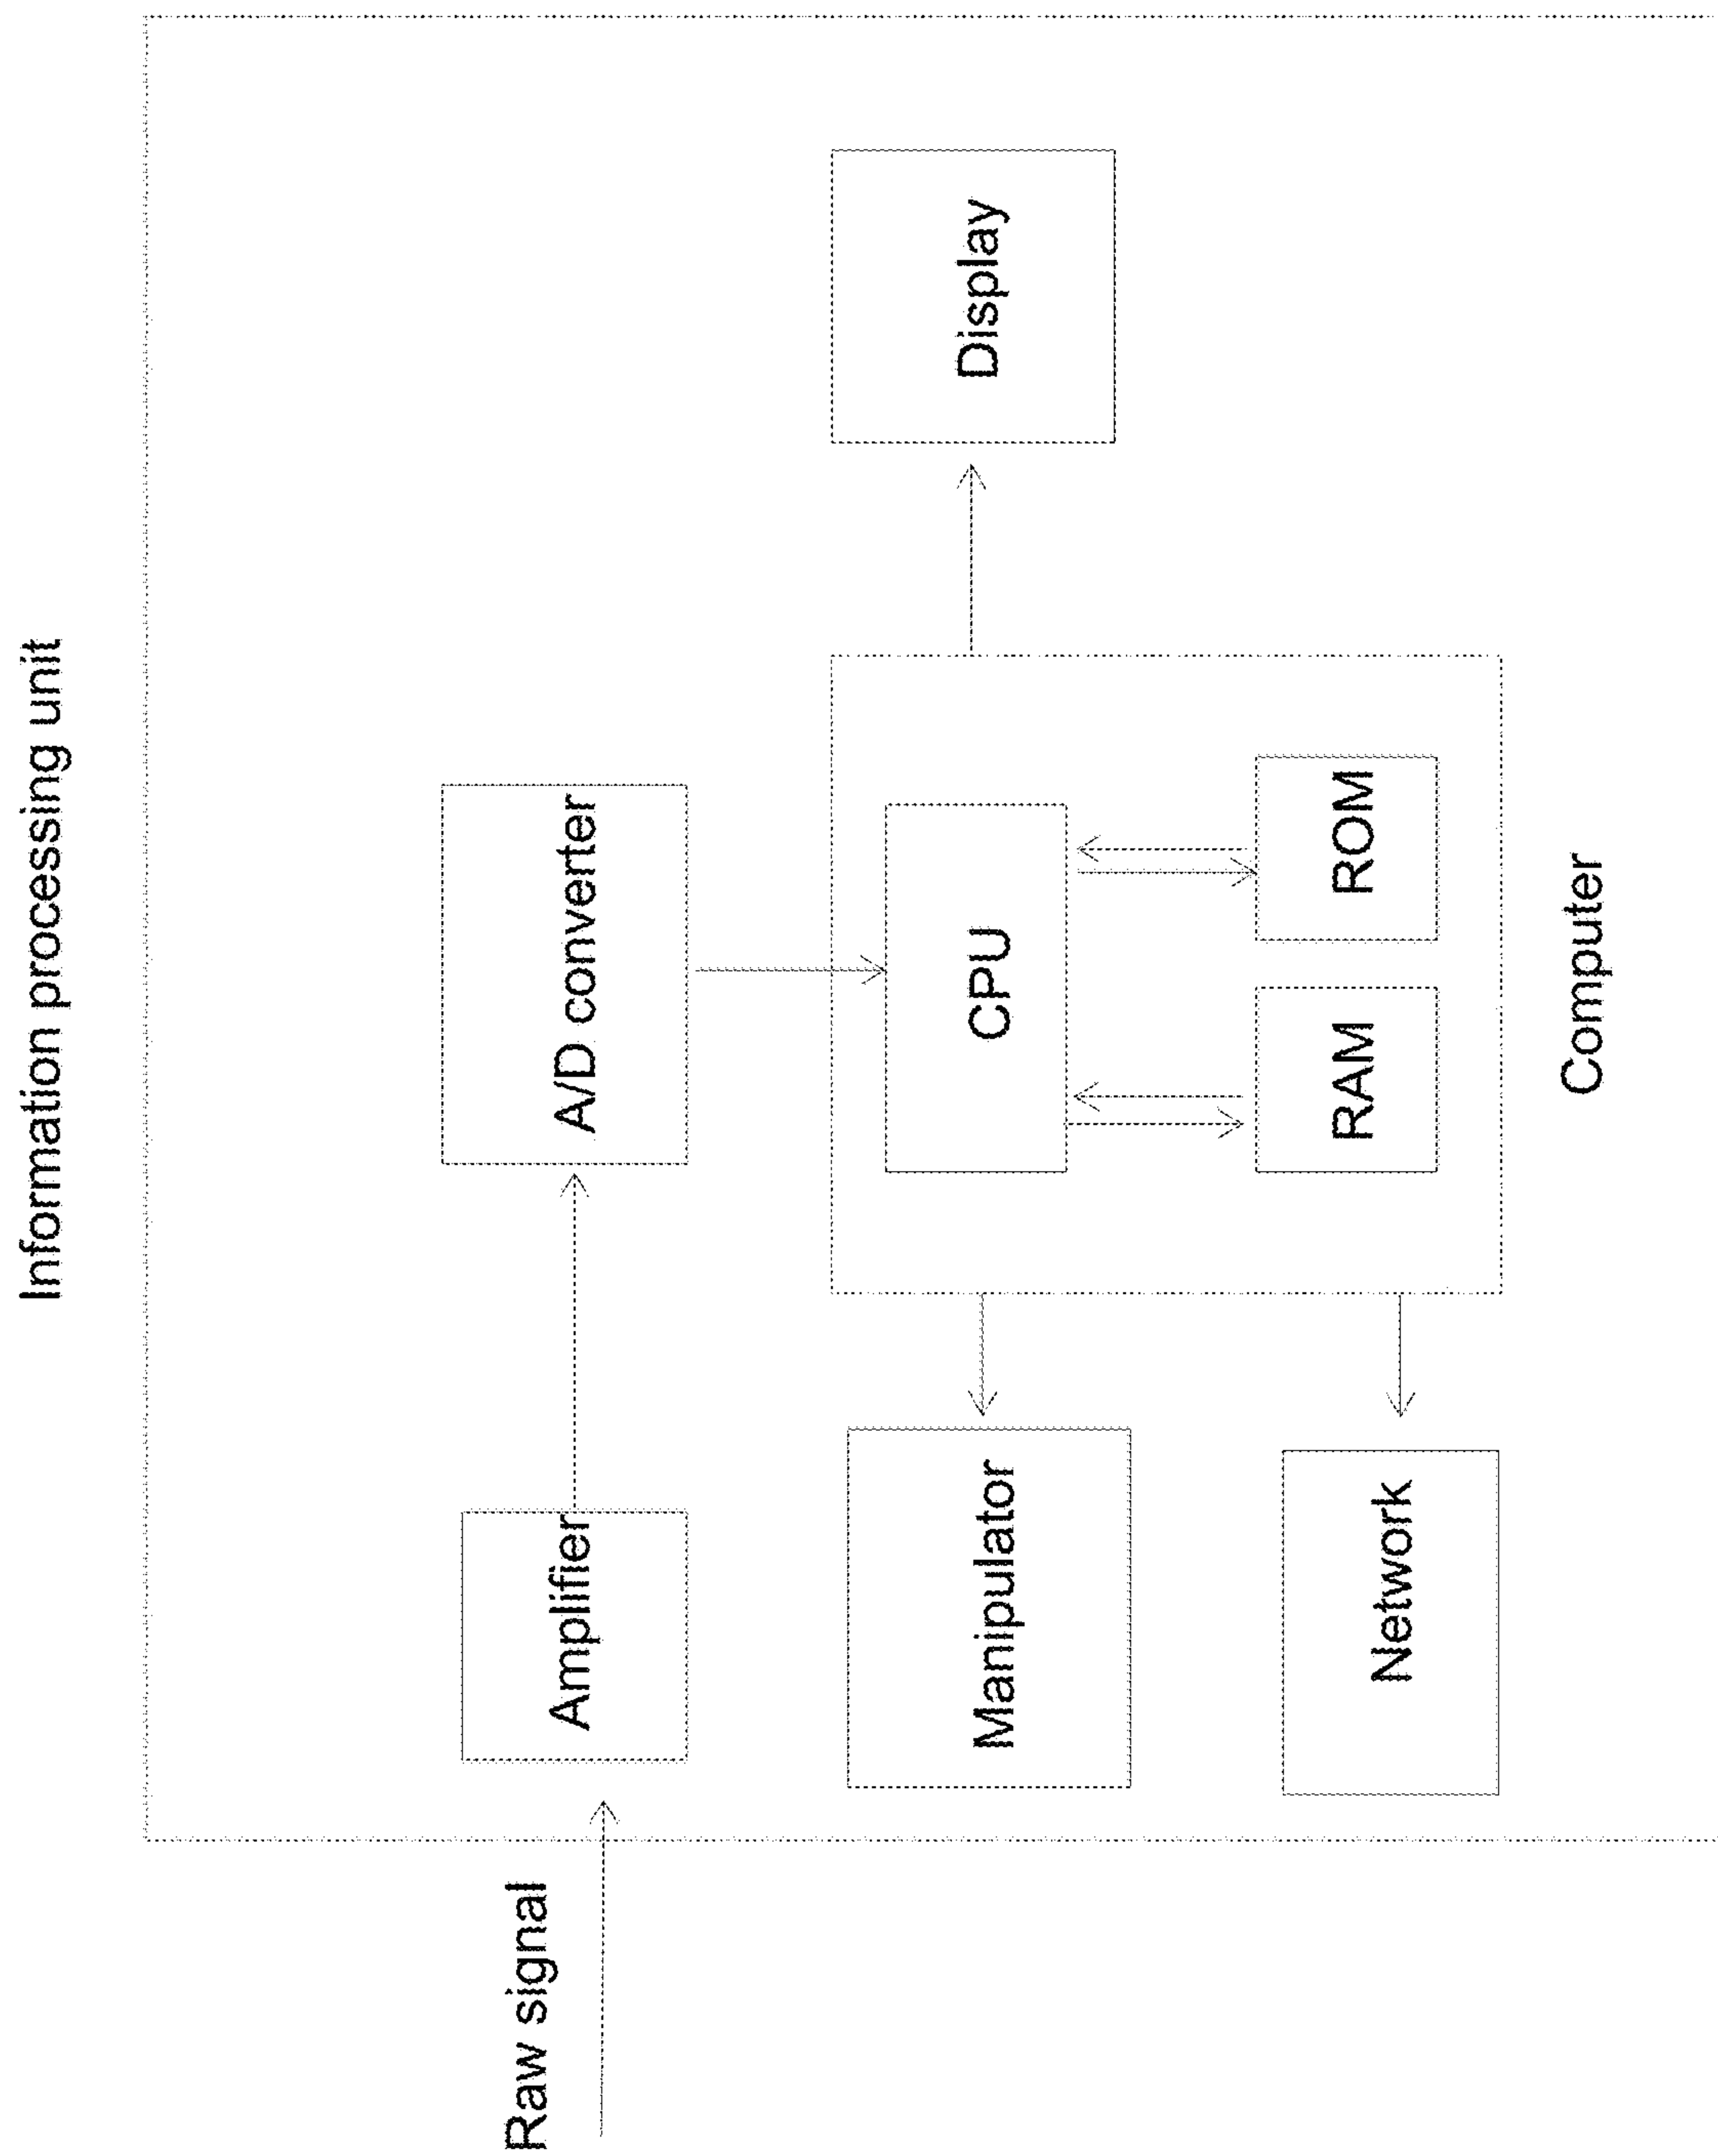 Information processing unit
Raw signal
Amplifier
A/D converter
Manipulator
CPU
Display
Network
RAM
ROM
Computer